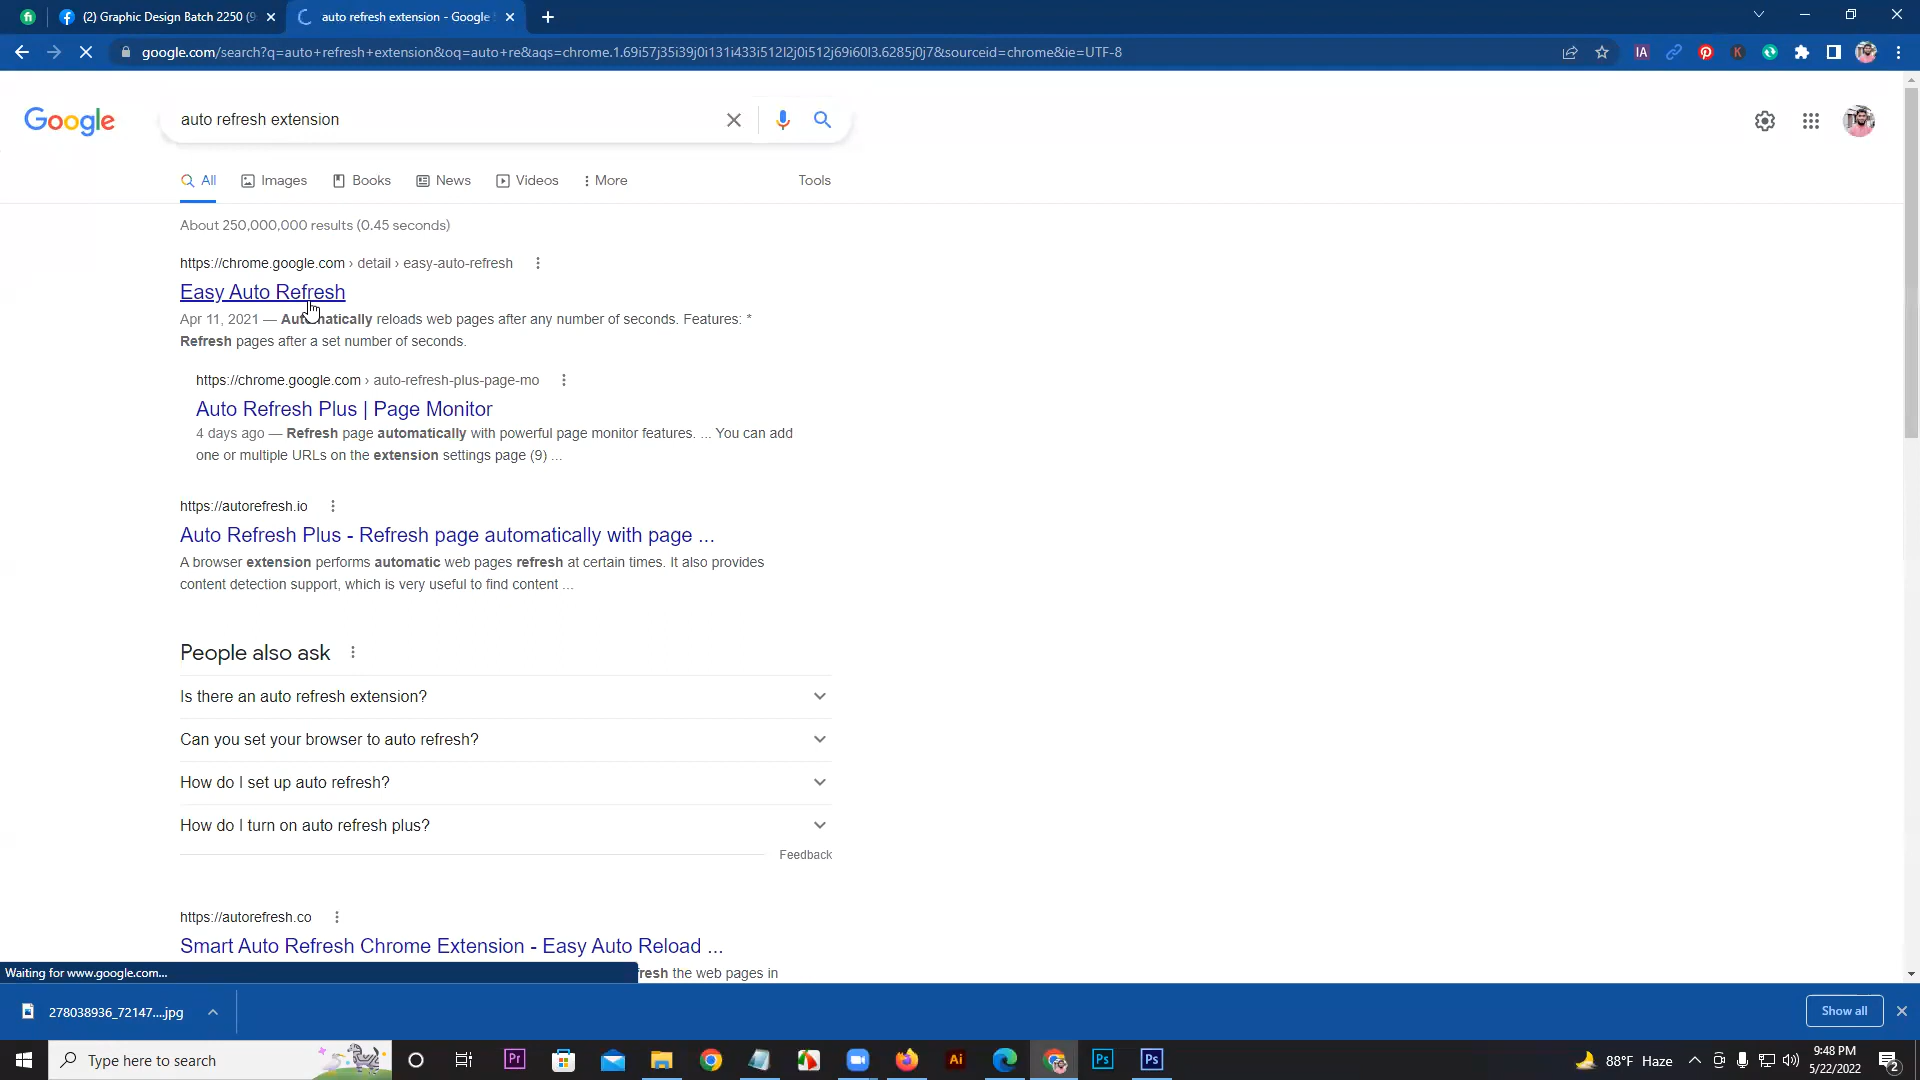 (2) Graphic Design Batch 2250 (9
auto refresh extension - Google S
google.com/search?q=auto+refresh+extension&oq=auto+re&aqs=chrome.1.69i57j35i39j0i131i433i512l2j0i512j69i60l3.6285j0j7&sourceid=chrome&ie=UTF-8
IA
K
Google
auto refresh extension
All
Images
Books
News
Videos
More
Tools
About 250,000,000 results (0.45 seconds)
https://chrome.google.com › detail › easy-auto-refresh
Easy Auto Refresh
Apr 11, 2021 — Automatically reloads web pages after any number of seconds. Features: *
Refresh pages after a set number of seconds.
https://chrome.google.com › auto-refresh-plus-page-mo
Auto Refresh Plus | Page Monitor
4 days ago — Refresh page automatically with powerful page monitor features. ... You can add
one or multiple URLs on the extension settings page (9) ...
https://autorefresh.io
Auto Refresh Plus - Refresh page automatically with page ...
A browser extension performs automatic web pages refresh at certain times. It also provides
content detection support, which is very useful to find content ...
People also ask
Is there an auto refresh extension?
Can you set your browser to auto refresh?
How do I set up auto refresh?
How do I turn on auto refresh plus?
Feedback
https://autorefresh.co
Smart Auto Refresh Chrome Extension - Easy Auto Reload ...
fresh the web pages in
Waiting for www.google.com...
278038936_72147....jpg
Show all
Type here to search
Pr
Ai
Ps
Ps
88°F Haze
9:48 PM
5/22/2022
2